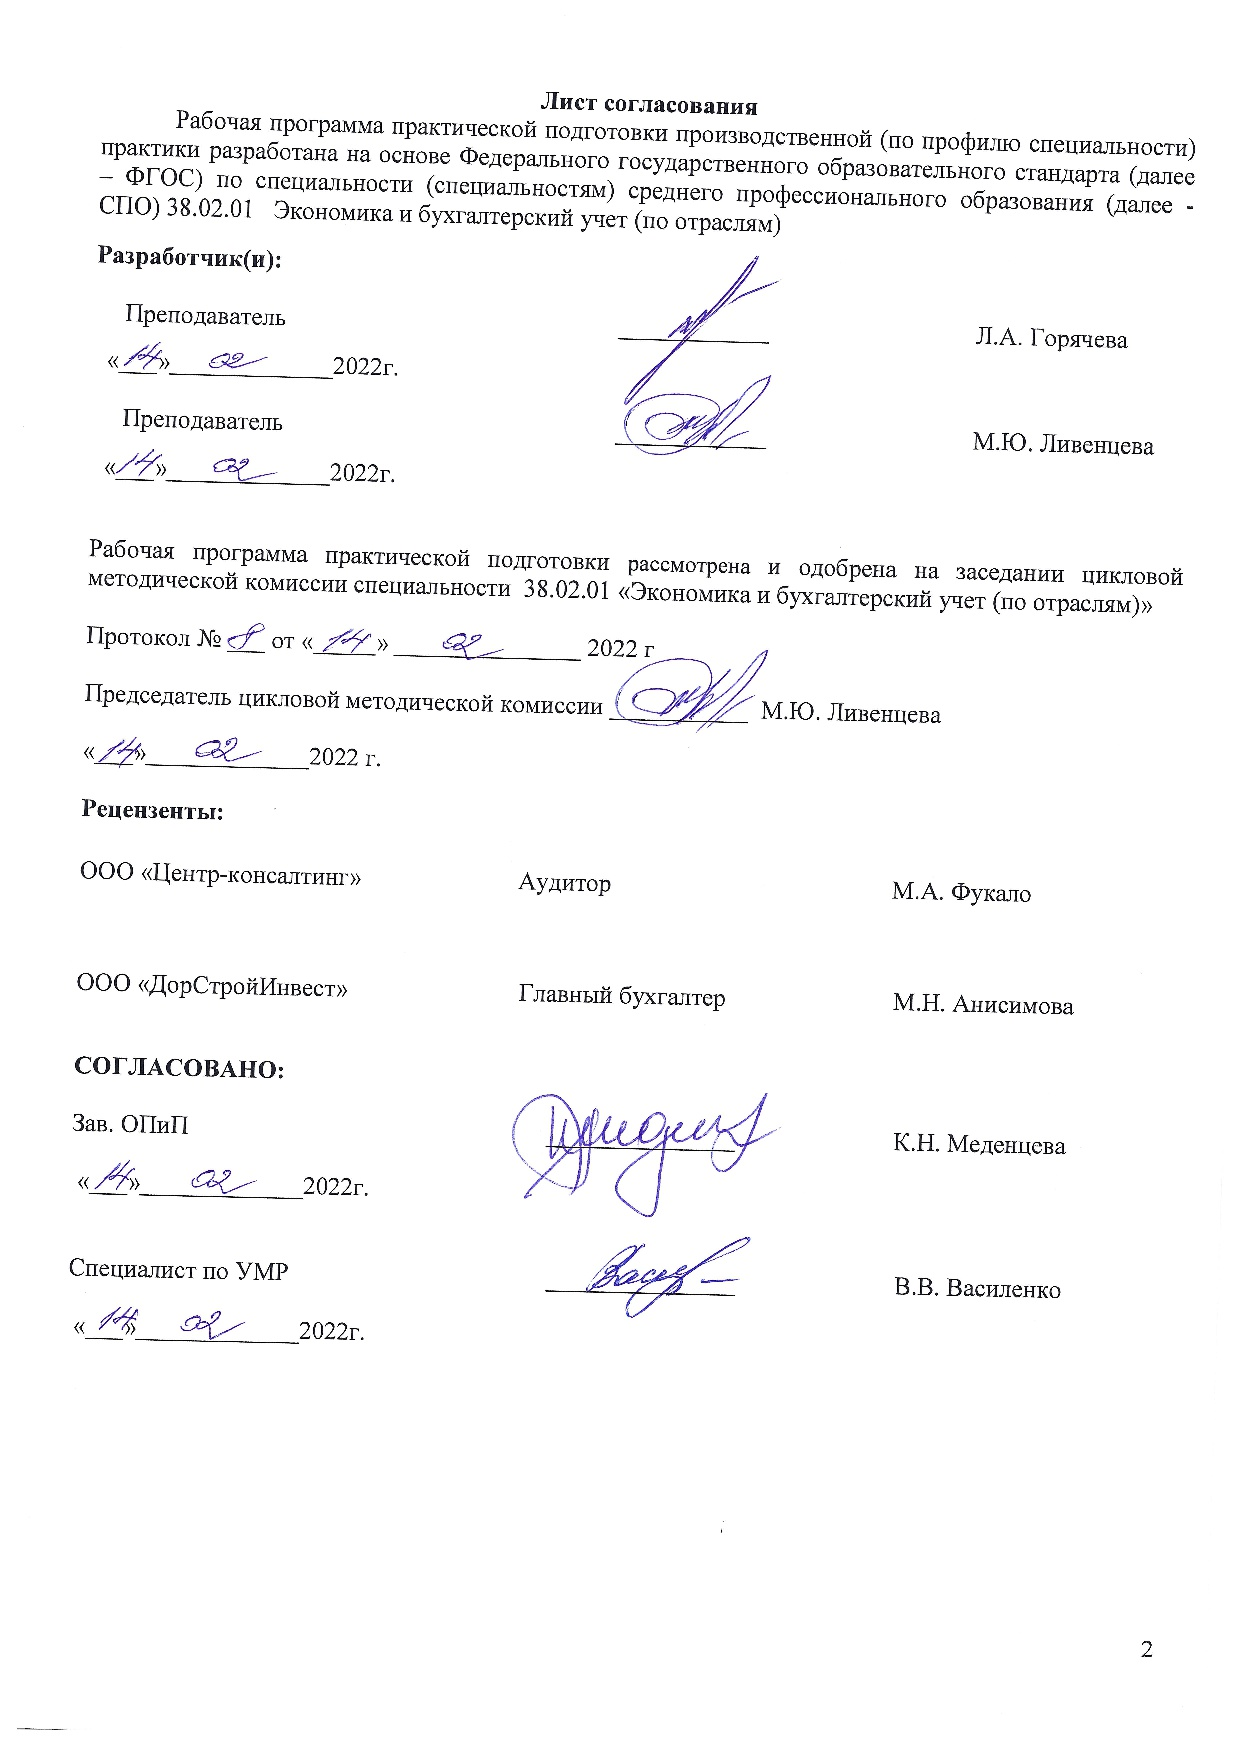 Лист согласования
Рабочая программа практической подготовки производственной (по профилю специальности)
практики разработана на основе Федерального государственного образовательного стандарта (далее
– ФГОС) по специальности (специальностям) среднего профессионального образования (далее -
СПО) 38.02.01 Экономика и бухгалтерский учет (по отраслям)
Разработчик(и):
Преподаватель Л.А. Горячева
«14» 02 2022г.
Преподаватель М.Ю. Ливенцева
«14» 02 2022г.
Рабочая программа практической подготовки рассмотрена и одобрена на заседании цикловой
методической комиссии специальности 38.02.01 «Экономика и бухгалтерский учет (по отраслям)»
Протокол № 8 от «14» 02 2022 г
Председатель цикловой методической комиссии М.Ю. Ливенцева
«14» 02 2022 г.
Рецензенты:
ООО «Центр-консалтинг» Аудитор М.А. Фукало
ООО «ДорСтройИнвест» Главный бухгалтер М.Н. Анисимова
СОГЛАСОВАНО:
Зав. ОПиП К.Н. Меденцева
«14» 02 2022г.
Специалист по УМР В.В. Василенко
«14» 02 2022г.
2